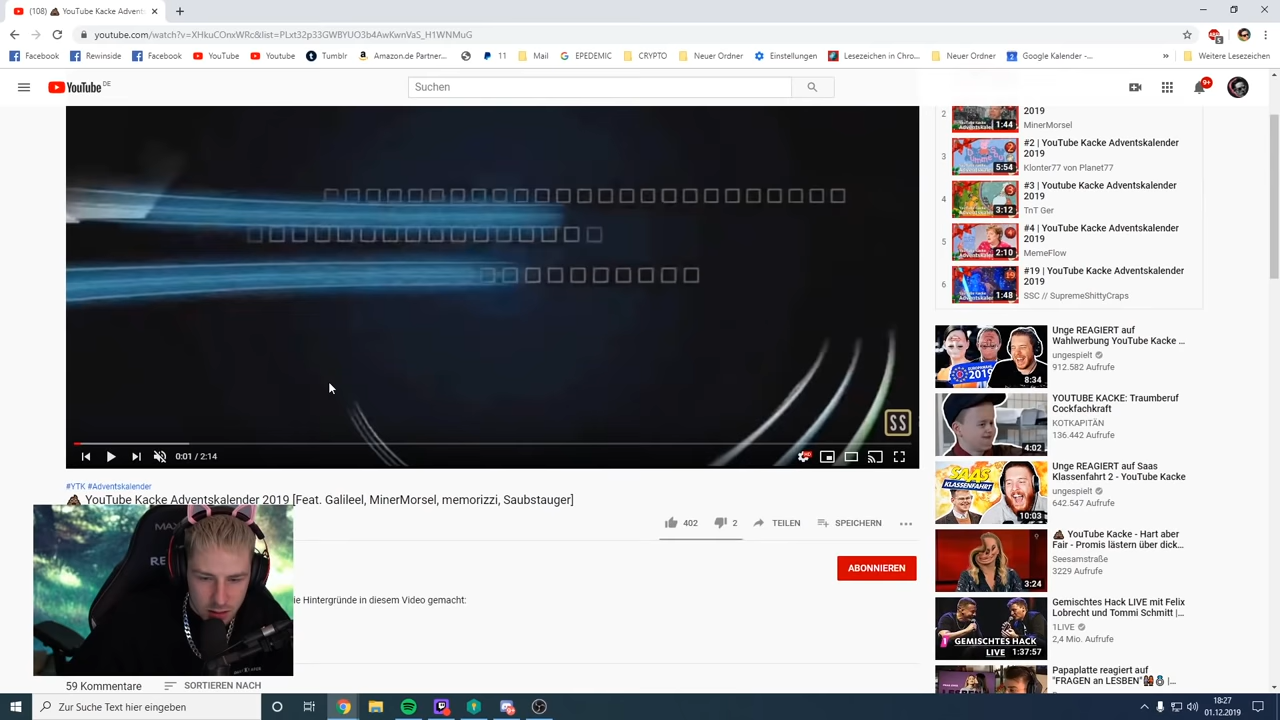 (108) 💩 YouTube Kacke Advents
youtube.com/watch?v=XHkuCOnxWRc&list=PLxt32p33GWBYUO3b4AwKwnVaS_H1WNMuG
Facebook Rewinside Facebook YouTube Youtube Tumblr Amazon.de Partner... 11 Mail EPEDEMIC CRYPTO Neuer Ordner Einstellungen Lesezeichen in Chro... Neuer Ordner Google Kalender -... » Weitere Lesezeichen
YouTube DE
Suchen
9+
2
2019
MinerMorsel
1:44
3
#2 | YouTube Kacke Adventskalender
2019
Klonter77 von Planet77
5:54
4
#3 | Youtube Kacke Adventskalender
2019
TnT Ger
3:12
5
#4 | YouTube Kacke Adventskalender
2019
MemeFlow
2:10
6
#19 | YouTube Kacke Adventskalender
2019
SSC // SupremeShittyCraps
1:48
SS
0:01 / 2:14
#YTK #Adventskalender
💩 YouTube Kacke Adventskalender 20 feat. Galileel, MinerMorsel, memorizzi, Saubstauger]
402 2 TEILEN SPEICHERN
ABONNIEREN
ie Hintergründe in diesem Video gemacht:
59 Kommentare SORTIEREN NACH
Unge REAGIERT auf
Wahlwerbung YouTube Kacke ...
ungespielt
912.582 Aufrufe
2019
8:34
YOUTUBE KACKE: Traumberuf
Cockfachkraft
KOTKAPITÄN
136.442 Aufrufe
4:02
Unge REAGIERT auf Saas
Klassenfahrt 2 - YouTube Kacke
ungespielt
642.547 Aufrufe
SAAS
KLASSENFAHRT
10:03
💩 YouTube Kacke - Hart aber
Fair - Promis lästern über dick...
Seesamstraße
3229 Aufrufe
3:24
Gemischtes Hack LIVE mit Felix
Lobrecht und Tommi Schmitt |...
1LIVE
2,4 Mio. Aufrufe
GEMISCHTES HACK
LIVE
1:37:57
Papaplatte reagiert auf
"FRAGEN an LESBEN" |...
Zur Suche Text hier eingeben
18:27
01.12.2019